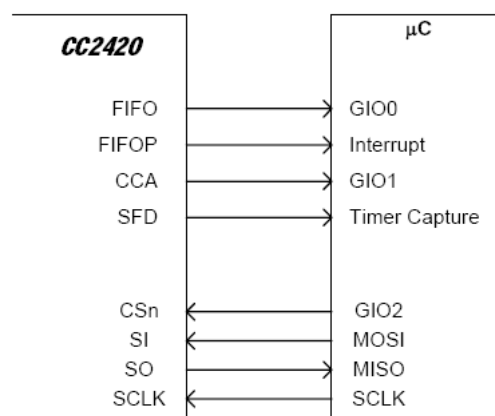 CC2420 μC
FIFO GIO0
FIFOP Interrupt
CCA GIO1
SFD Timer Capture
CSn GIO2
SI MOSI
SO MISO
SCLK SCLK